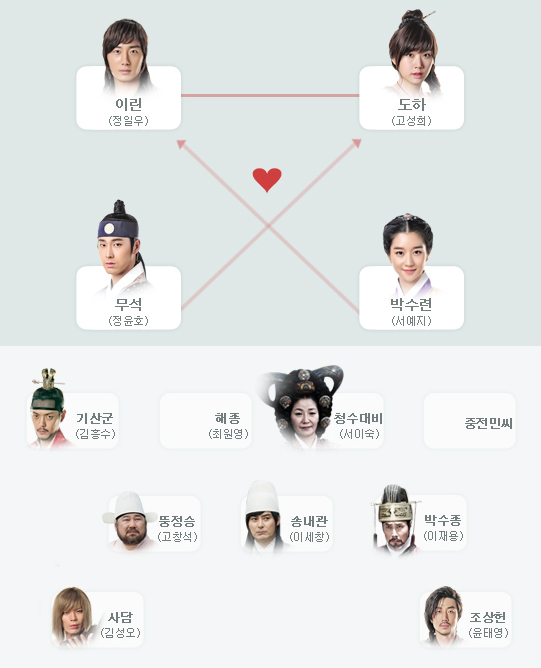 이린
(정일우)
도하
(고성희)
무석
(정윤호)
박수련
(서예지)
기산군
(김흥수)
해종
(최원영)
청수대비
(서이숙)
중전민씨
뚱정승
(고창석)
송내관
(이세창)
박수종
(이재용)
사담
(김성오)
조상헌
(윤태영)